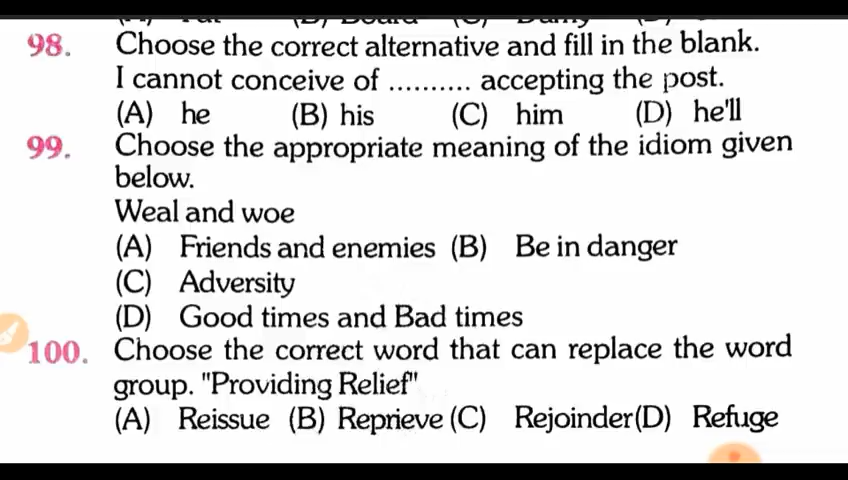 98. Choose the correct alternative and fill in the blank.
I cannot conceive of .......... accepting the post.
(A) he (B) his (C) him (D) he'll
99. Choose the appropriate meaning of the idiom given
below.
Weal and woe
(A) Friends and enemies (B) Be in danger
(C) Adversity
(D) Good times and Bad times
100. Choose the correct word that can replace the word
group. "Providing Relief"
(A) Reissue (B) Reprieve (C) Rejoinder (D) Refuge